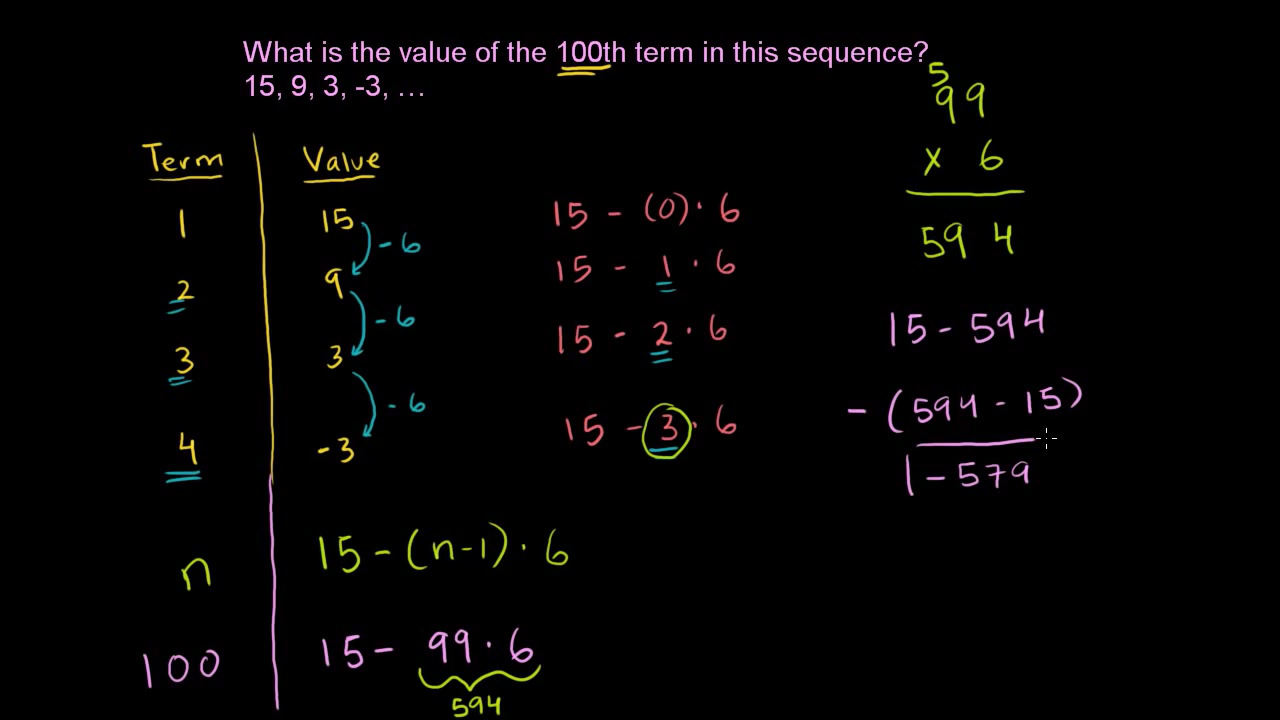 What is the value of the 100th term in this sequence?
15, 9, 3, -3, …
Term Value
1 15
-6
2 9
-6
3 3
-6
4 -3
n 15 - (n-1) · 6
100 15 - 99 · 6
594
15 - (0) · 6
15 - 1 · 6
15 - 2 · 6
15 - 3 · 6
5
99
x 6
594
15 - 594
- (594 - 15)
|- 579